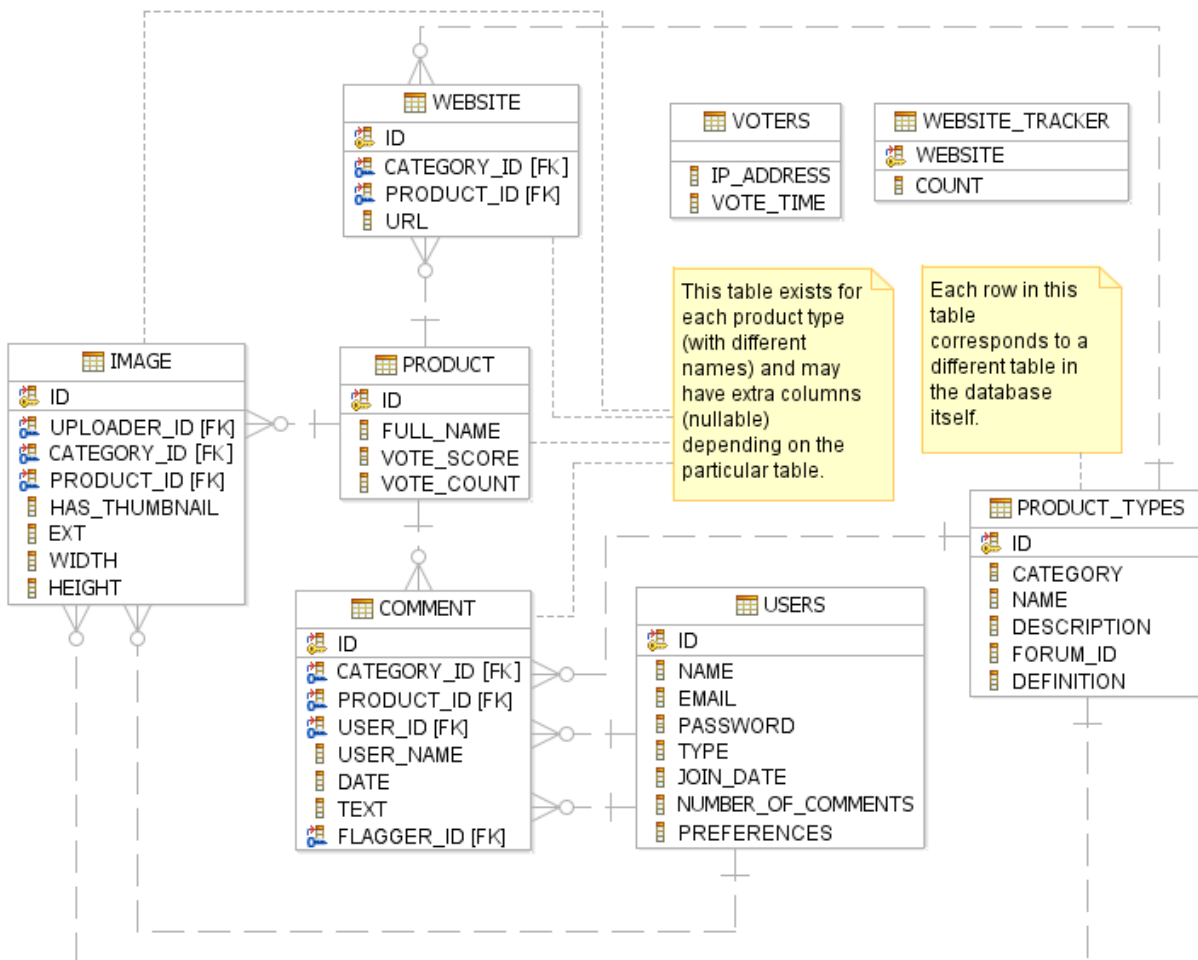 WEBSITE
ID
CATEGORY_ID [FK]
PRODUCT_ID [FK]
URL
VOTERS
IP_ADDRESS
VOTE_TIME
WEBSITE_TRACKER
WEBSITE
COUNT
This table exists for
each product type
(with different
names) and may
have extra columns
(nullable)
depending on the
particular table.
Each row in this
table
corresponds to a
different table in
the database
itself.
IMAGE
ID
UPLOADER_ID [FK]
CATEGORY_ID [FK]
PRODUCT_ID [FK]
HAS_THUMBNAIL
EXT
WIDTH
HEIGHT
PRODUCT
ID
FULL_NAME
VOTE_SCORE
VOTE_COUNT
PRODUCT_TYPES
ID
CATEGORY
NAME
DESCRIPTION
FORUM_ID
DEFINITION
COMMENT
ID
CATEGORY_ID [FK]
PRODUCT_ID [FK]
USER_ID [FK]
USER_NAME
DATE
TEXT
FLAGGER_ID [FK]
USERS
ID
NAME
EMAIL
PASSWORD
TYPE
JOIN_DATE
NUMBER_OF_COMMENTS
PREFERENCES